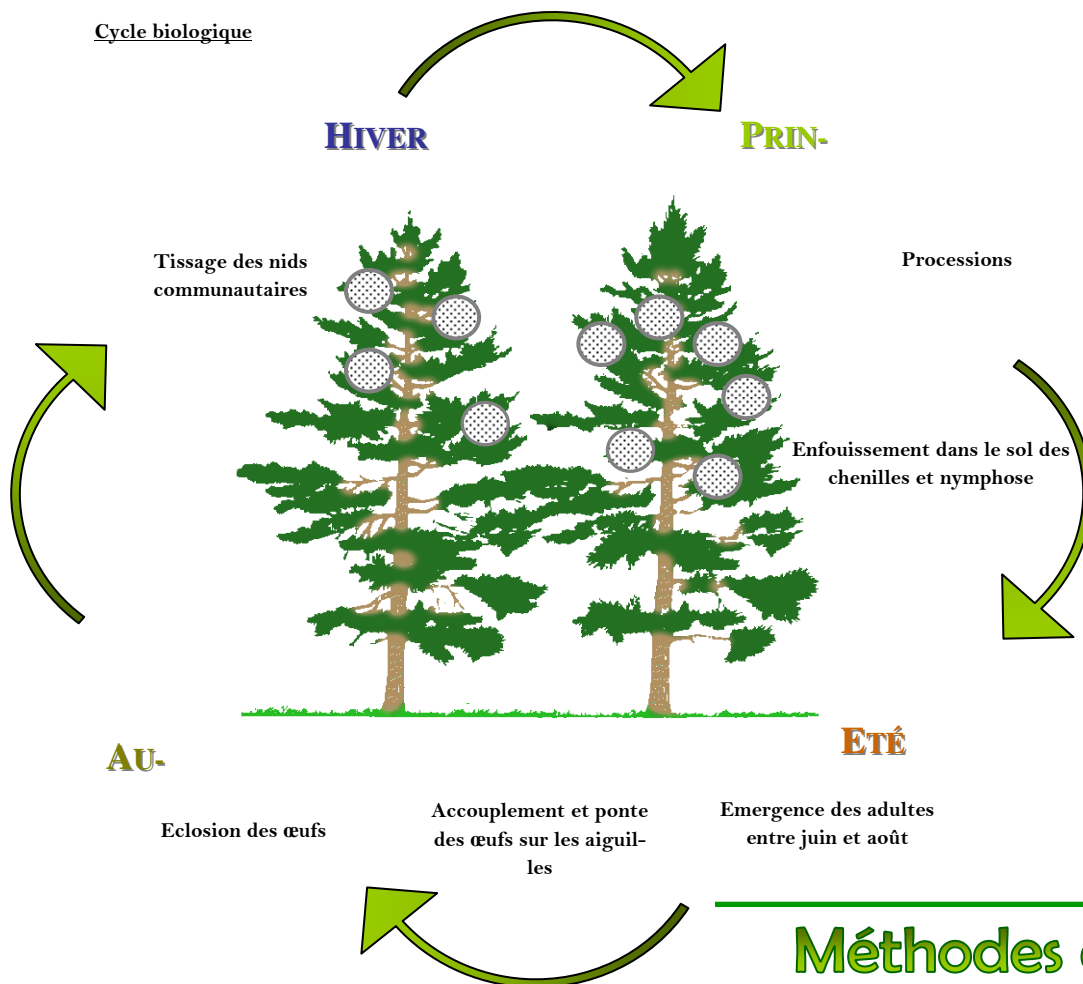 Cycle biologique
HIVER
PRIN-
Tissage des nids
communautaires
Processions
Enfouissement dans le sol des
chenilles et nymphose
ETÉ
Emergence des adultes
entre juin et août
Accouplement et ponte
des œufs sur les aiguil-
les
AU-
Eclosion des œufs
Méthodes